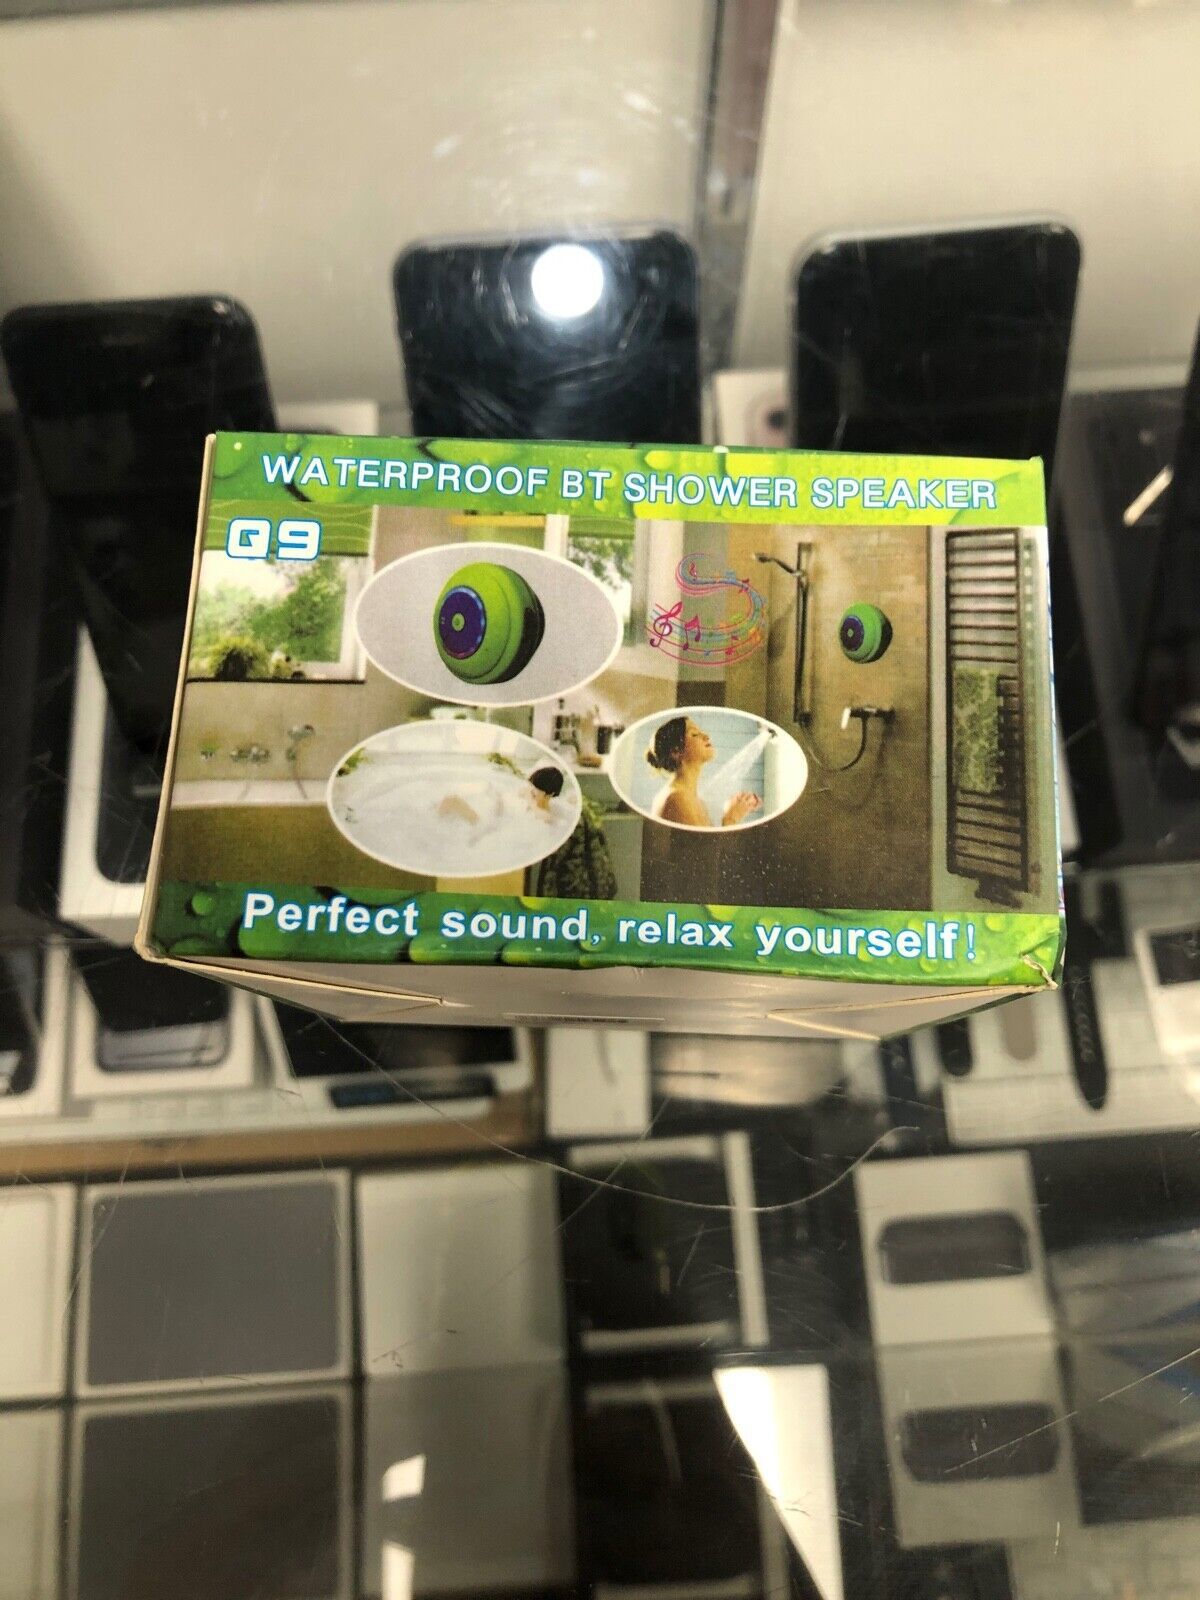 WATERPROOF BT SHOWER SPEAKER
Q9
Perfect sound, relax yourself!